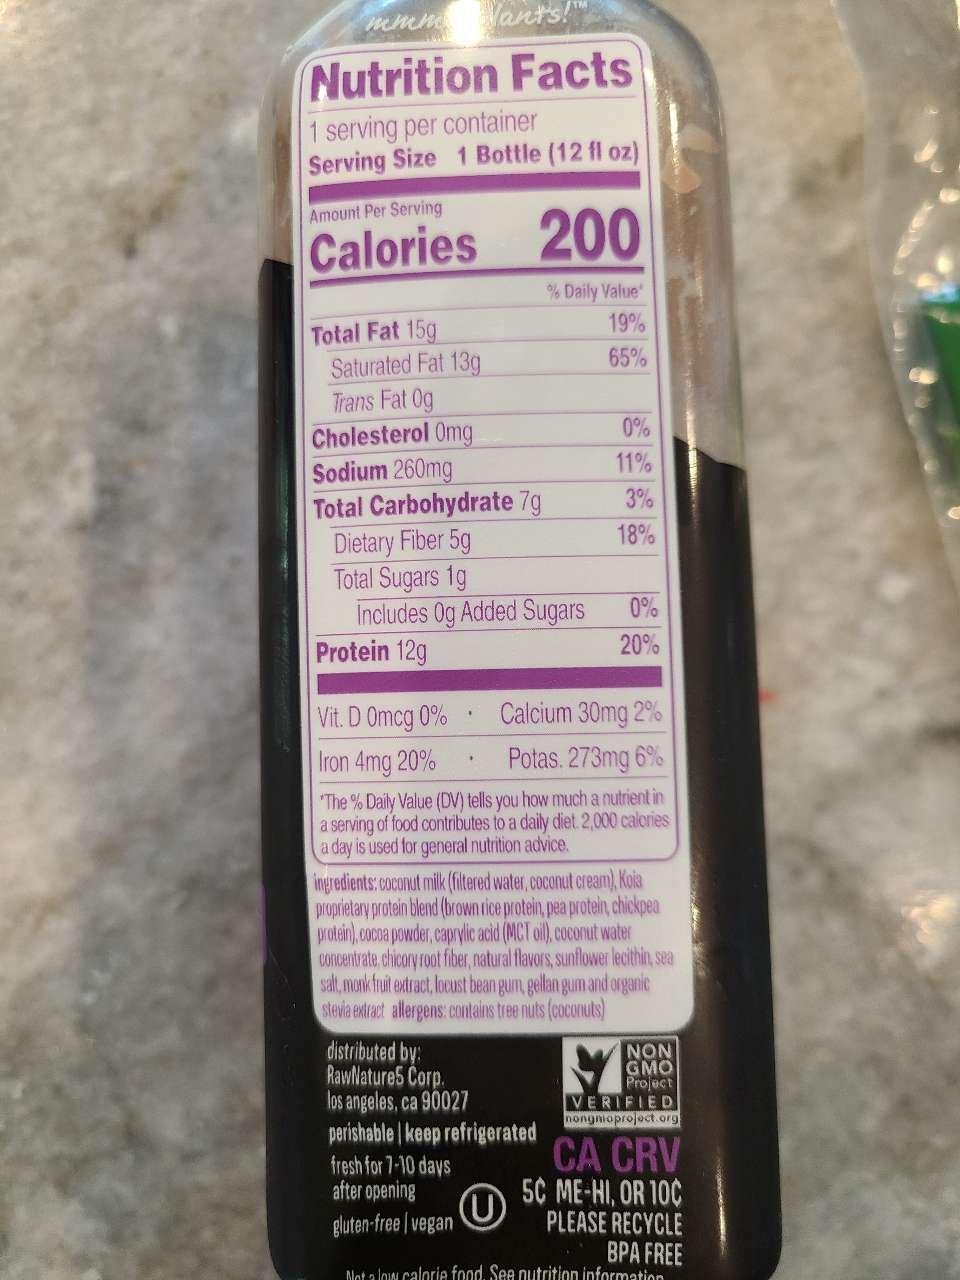 Nutrition Facts
1 serving per container
Serving Size 1 Bottle (12 fl oz)
Amount Per Serving
Calories 200
% Daily Value*
Total Fat 15g 19%
Saturated Fat 13g 65%
Trans Fat 0g
Cholesterol 0mg 0%
Sodium 260mg 11%
Total Carbohydrate 7g 3%
Dietary Fiber 5g 18%
Total Sugars 1g
Includes 0g Added Sugars 0%
Protein 12g 20%
Vit. D 0mcg 0% · Calcium 30mg 2%
Iron 4mg 20% · Potas. 273mg 6%
*The % Daily Value (DV) tells you how much a nutrient in
a serving of food contributes to a daily diet. 2,000 calories
a day is used for general nutrition advice.
ingredients: coconut milk (filtered water, coconut cream), Koia
proprietary protein blend (brown rice protein, pea protein, chickpea
protein), cocoa powder, caprylic acid (MCT oil), coconut water
concentrate, chicory root fiber, natural flavors, sunflower lecithin, sea
salt, monk fruit extract, locust bean gum, gellan gum and organic
stevia extract allergens: contains tree nuts (coconuts)
distributed by:
RawNature5 Corp.
los angeles, ca 90027
perishable | keep refrigerated
fresh for 7-10 days
after opening
gluten-free | vegan
U
NON
GMO
Project
VERIFIED
nongmoproject.org
CA CRV
5¢ ME-HI, OR 10¢
PLEASE RECYCLE
BPA FREE
Not a low calorie food. See nutrition information